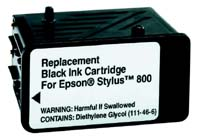 Replacement
Black Ink Cartridge
For Epson® Stylus™ 800
WARNING: Harmful If Swallowed
CONTAINS: Diethylene Glycol (111-46-6)